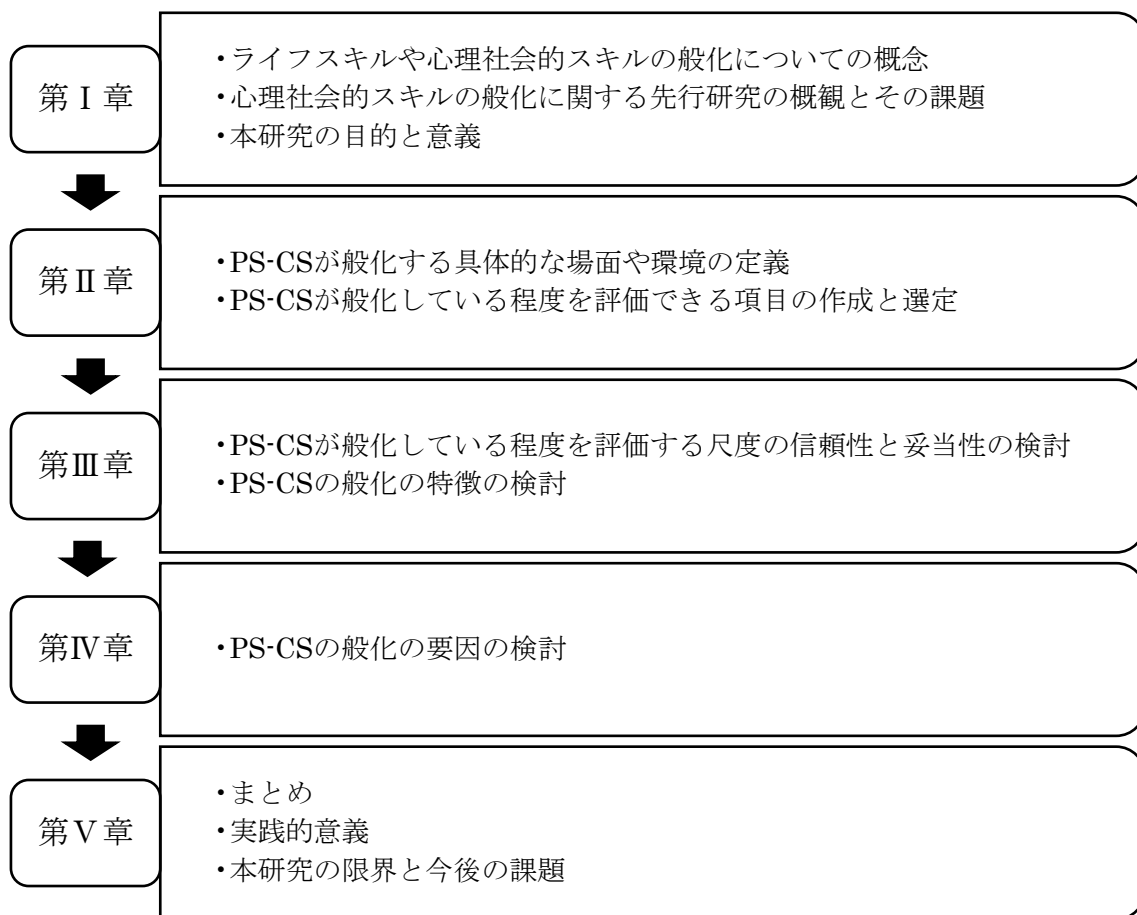 第Ⅰ章
・ライフスキルや心理社会的スキルの般化についての概念
・心理社会的スキルの般化に関する先行研究の概観とその課題
・本研究の目的と意義
第Ⅱ章
・PS-CSが般化する具体的な場面や環境の定義
・PS-CSが般化している程度を評価できる項目の作成と選定
第Ⅲ章
・PS-CSが般化している程度を評価する尺度の信頼性と妥当性の検討
・PS-CSの般化の特徴の検討
第Ⅳ章
・PS-CSの般化の要因の検討
第Ⅴ章
・まとめ
・実践的意義
・本研究の限界と今後の課題